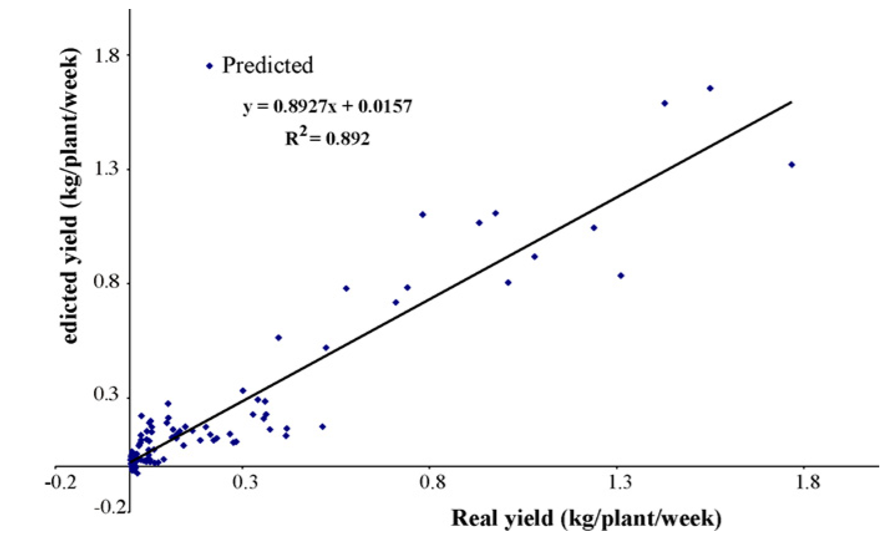 1.8
Predicted
y = 0.8927x + 0.0157
R2 = 0.892
1.3
0.8
0.3
edicted yield (kg/plant/week)
-0.2
0.3
0.8
1.3
1.8
-0.2
Real yield (kg/plant/week)